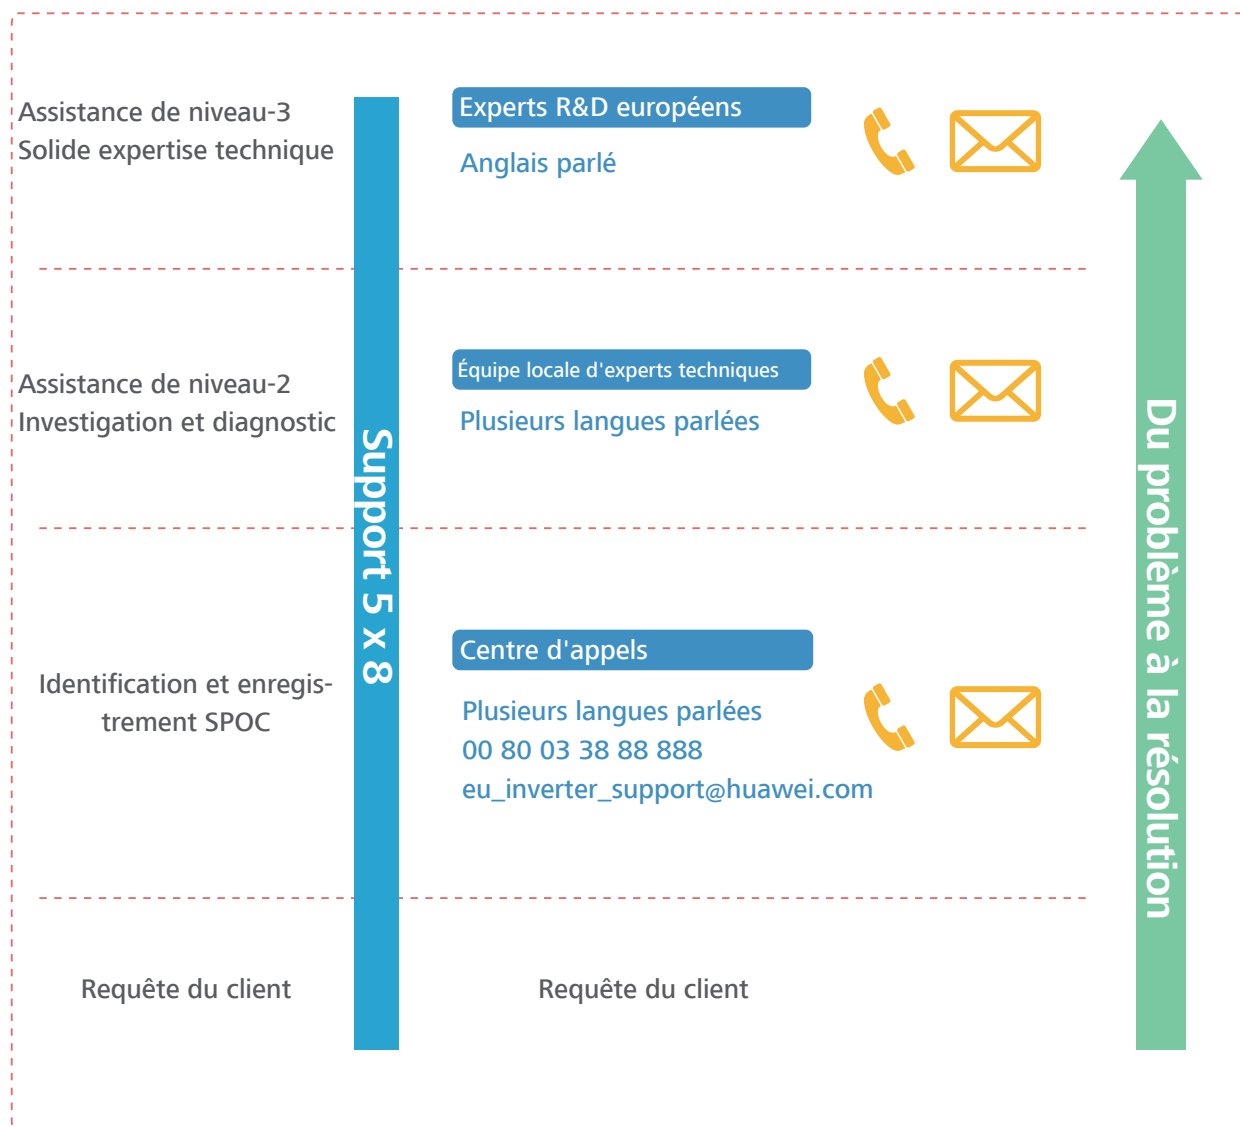 Assistance de niveau-3
Solide expertise technique
Experts R&D européens
Anglais parlé
Assistance de niveau-2
Investigation et diagnostic
Équipe locale d'experts techniques
Plusieurs langues parlées
Support 5 x 8
Du problème à la résolution
Identification et enregis-
trement SPOC
Centre d'appels
Plusieurs langues parlées
00 80 03 38 88 888
eu_inverter_support@huawei.com
Requête du client
Requête du client